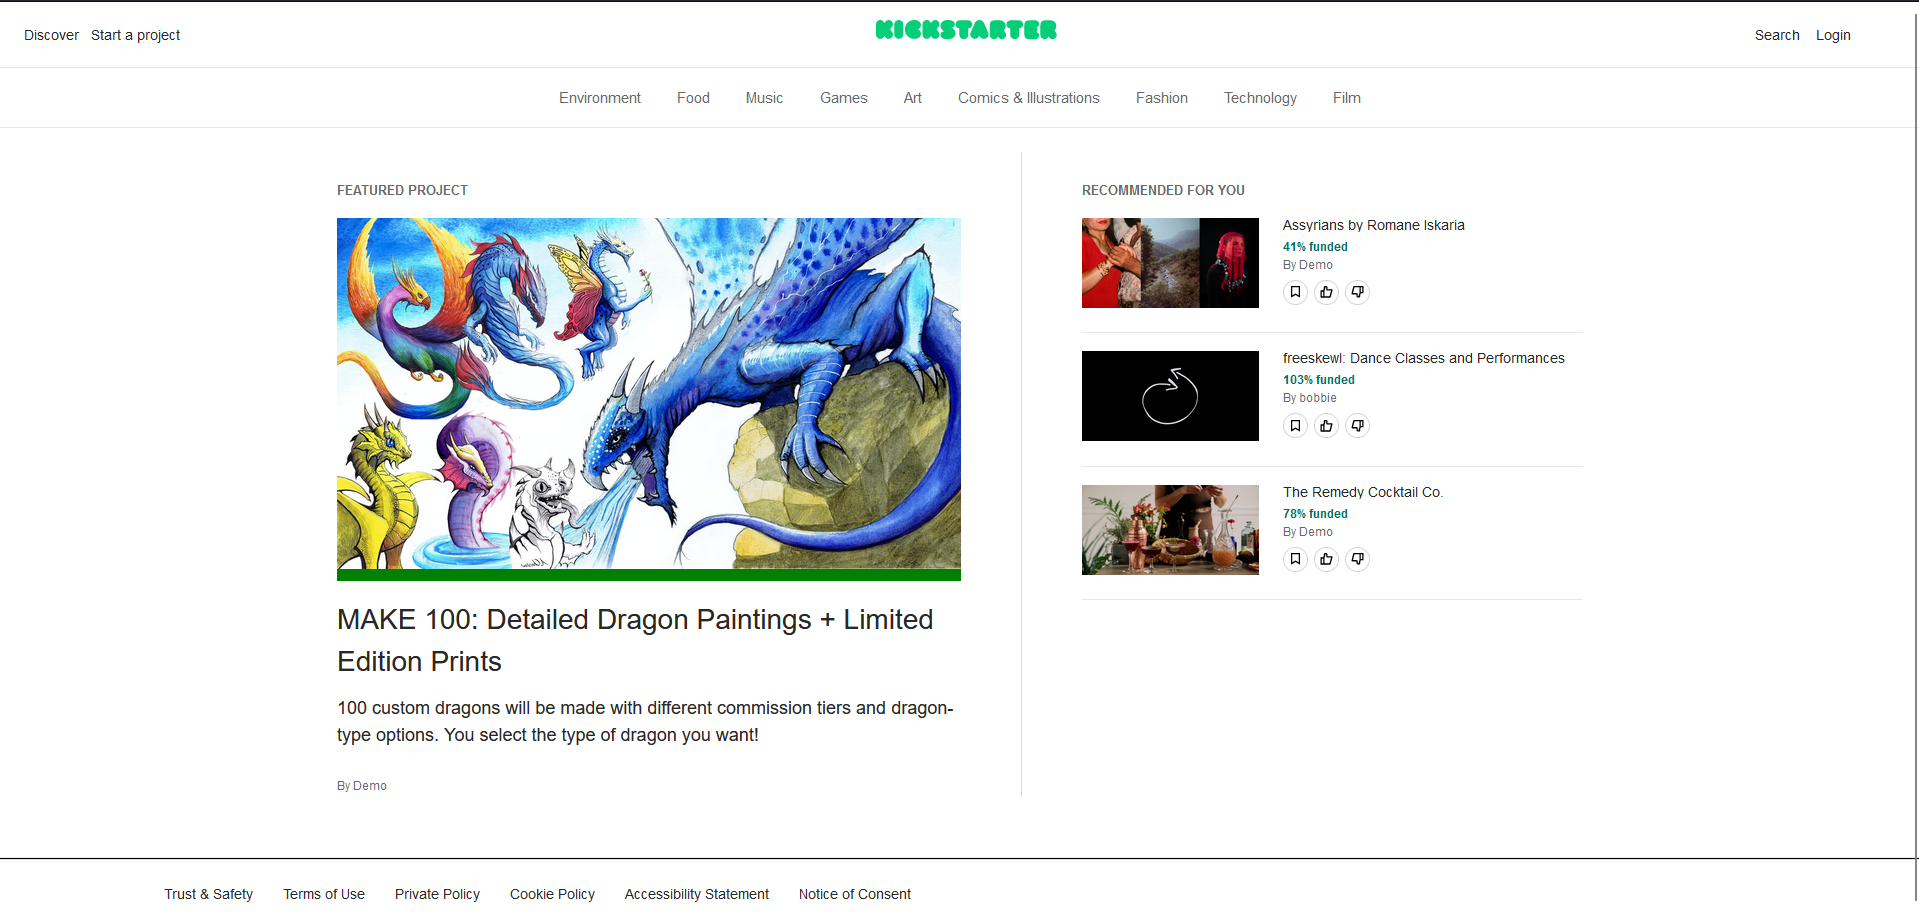 Discover Start a project
KICKSTARTER
Search Login
Environment Food Music Games Art Comics & Illustrations Fashion Technology Film
FEATURED PROJECT
MAKE 100: Detailed Dragon Paintings + Limited
Edition Prints
100 custom dragons will be made with different commission tiers and dragon-
type options. You select the type of dragon you want!
By Demo
RECOMMENDED FOR YOU
Assyrians by Romane Iskaria
41% funded
By Demo
freeskewl: Dance Classes and Performances
103% funded
By bobbie
The Remedy Cocktail Co.
78% funded
By Demo
Trust & Safety Terms of Use Private Policy Cookie Policy Accessibility Statement Notice of Consent